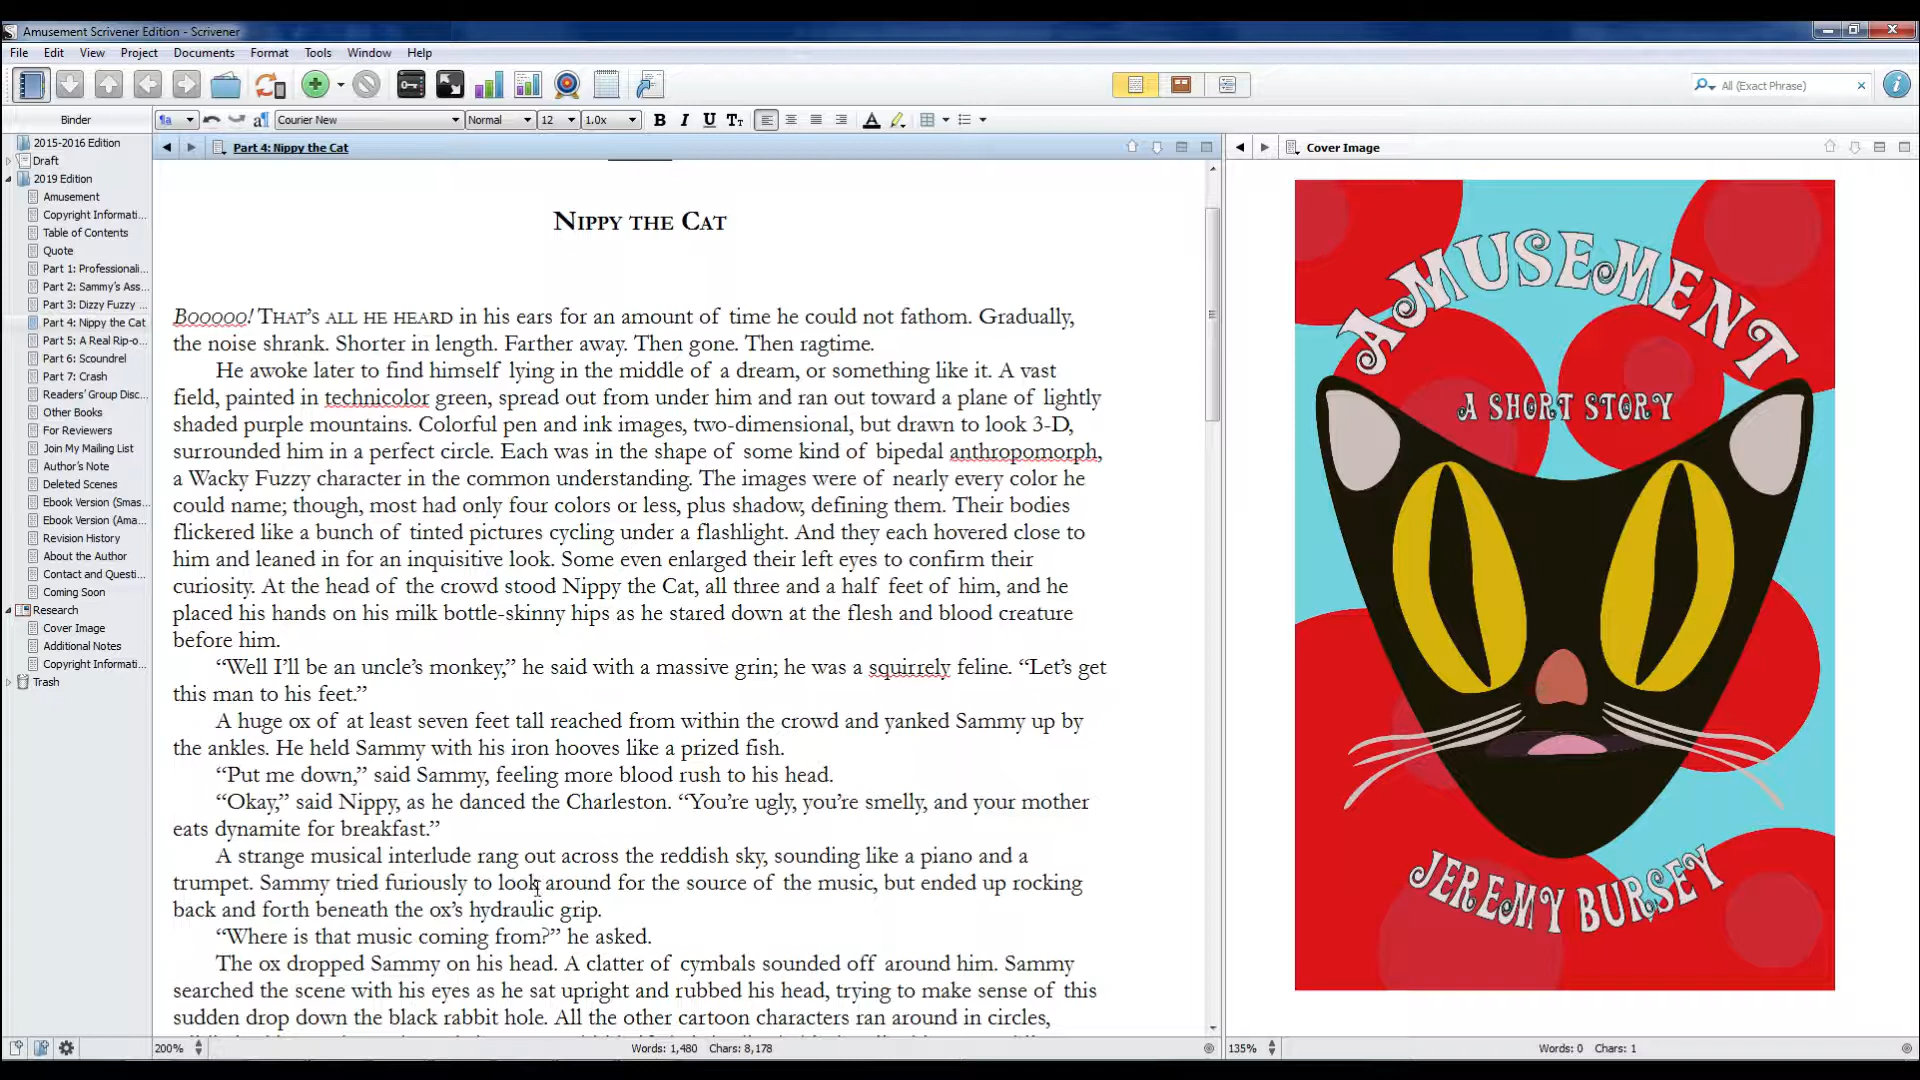 Amusement Scrivener Edition - Scrivener
File Edit View Project Documents Format Tools Window Help
All (Exact Phrase)
Binder
Courier New Normal 12 1.0x B I U
2015-2016 Edition
Draft
2019 Edition
Amusement
Copyright Informati...
Table of Contents
Quote
Part 1: Professionali...
Part 2: Sammy's Ass...
Part 3: Dizzy Fuzzy ...
Part 4: Nippy the Cat
Part 5: A Real Rip-o...
Part 6: Scoundrel
Part 7: Crash
Readers' Group Disc...
Other Books
For Reviewers
Join My Mailing List
Author's Note
Deleted Scenes
Ebook Version (Smas...
Ebook Version (Ama...
Revision History
About the Author
Contact and Questi...
Coming Soon
Research
Cover Image
Additional Notes
Copyright Informati...
Trash
Part 4: Nippy the Cat
Nippy the Cat
Booooo! That's all he heard in his ears for an amount of time he could not fathom. Gradually,
the noise shrank. Shorter in length. Farther away. Then gone. Then ragtime.
He awoke later to find himself lying in the middle of a dream, or something like it. A vast
field, painted in technicolor green, spread out from under him and ran out toward a plane of lightly
shaded purple mountains. Colorful pen and ink images, two-dimensional, but drawn to look 3-D,
surrounded him in a perfect circle. Each was in the shape of some kind of bipedal anthropomorph,
a Wacky Fuzzy character in the common understanding. The images were of nearly every color he
could name; though, most had only four colors or less, plus shadow, defining them. Their bodies
flickered like a bunch of tinted pictures cycling under a flashlight. And they each hovered close to
him and leaned in for an inquisitive look. Some even enlarged their left eyes to confirm their
curiosity. At the head of the crowd stood Nippy the Cat, all three and a half feet of him, and he
placed his hands on his milk bottle-skinny hips as he stared down at the flesh and blood creature
before him.
“Well I’ll be an uncle’s monkey,” he said with a massive grin; he was a squirrely feline. “Let’s get
this man to his feet.”
A huge ox of at least seven feet tall reached from within the crowd and yanked Sammy up by
the ankles. He held Sammy with his iron hooves like a prized fish.
“Put me down,” said Sammy, feeling more blood rush to his head.
“Okay,” said Nippy, as he danced the Charleston. “You’re ugly, you’re smelly, and your mother
eats dynamite for breakfast.”
A strange musical interlude rang out across the reddish sky, sounding like a piano and a
trumpet. Sammy tried furiously to look around for the source of the music, but ended up rocking
back and forth beneath the ox’s hydraulic grip.
“Where is that music coming from?” he asked.
The ox dropped Sammy on his head. A clatter of cymbals sounded off around him. Sammy
searched the scene with his eyes as he sat upright and rubbed his head, trying to make sense of this
sudden drop down the black rabbit hole. All the other cartoon characters ran around in circles,
200%
Words: 1,480 Chars: 8,178
Cover Image
AMUSEMENT
A SHORT STORY
JEREMY BURSEY
135%
Words: 0 Chars: 1